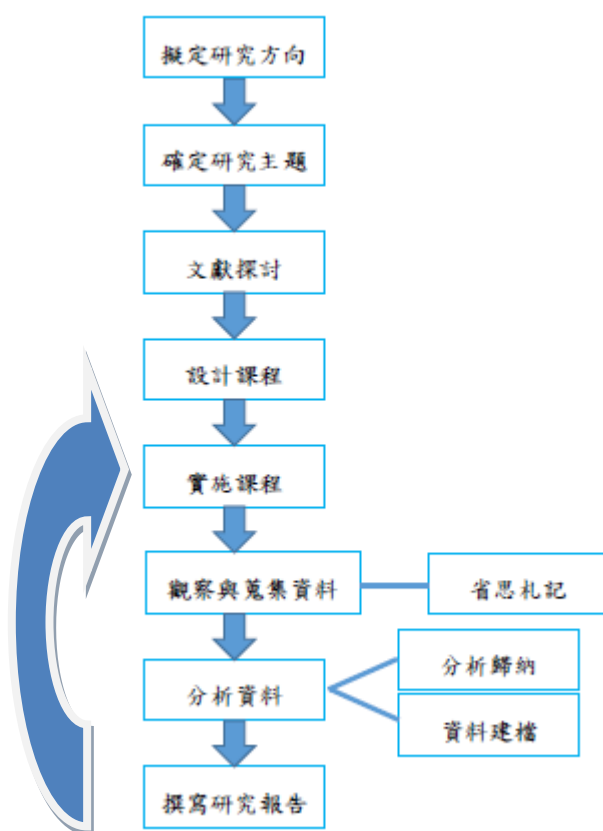 擬定研究方向
確定研究主題
文獻探討
設計課程
實施課程
觀察與蒐集資料
省思札記
分析資料
分析歸納
資料建檔
撰寫研究報告